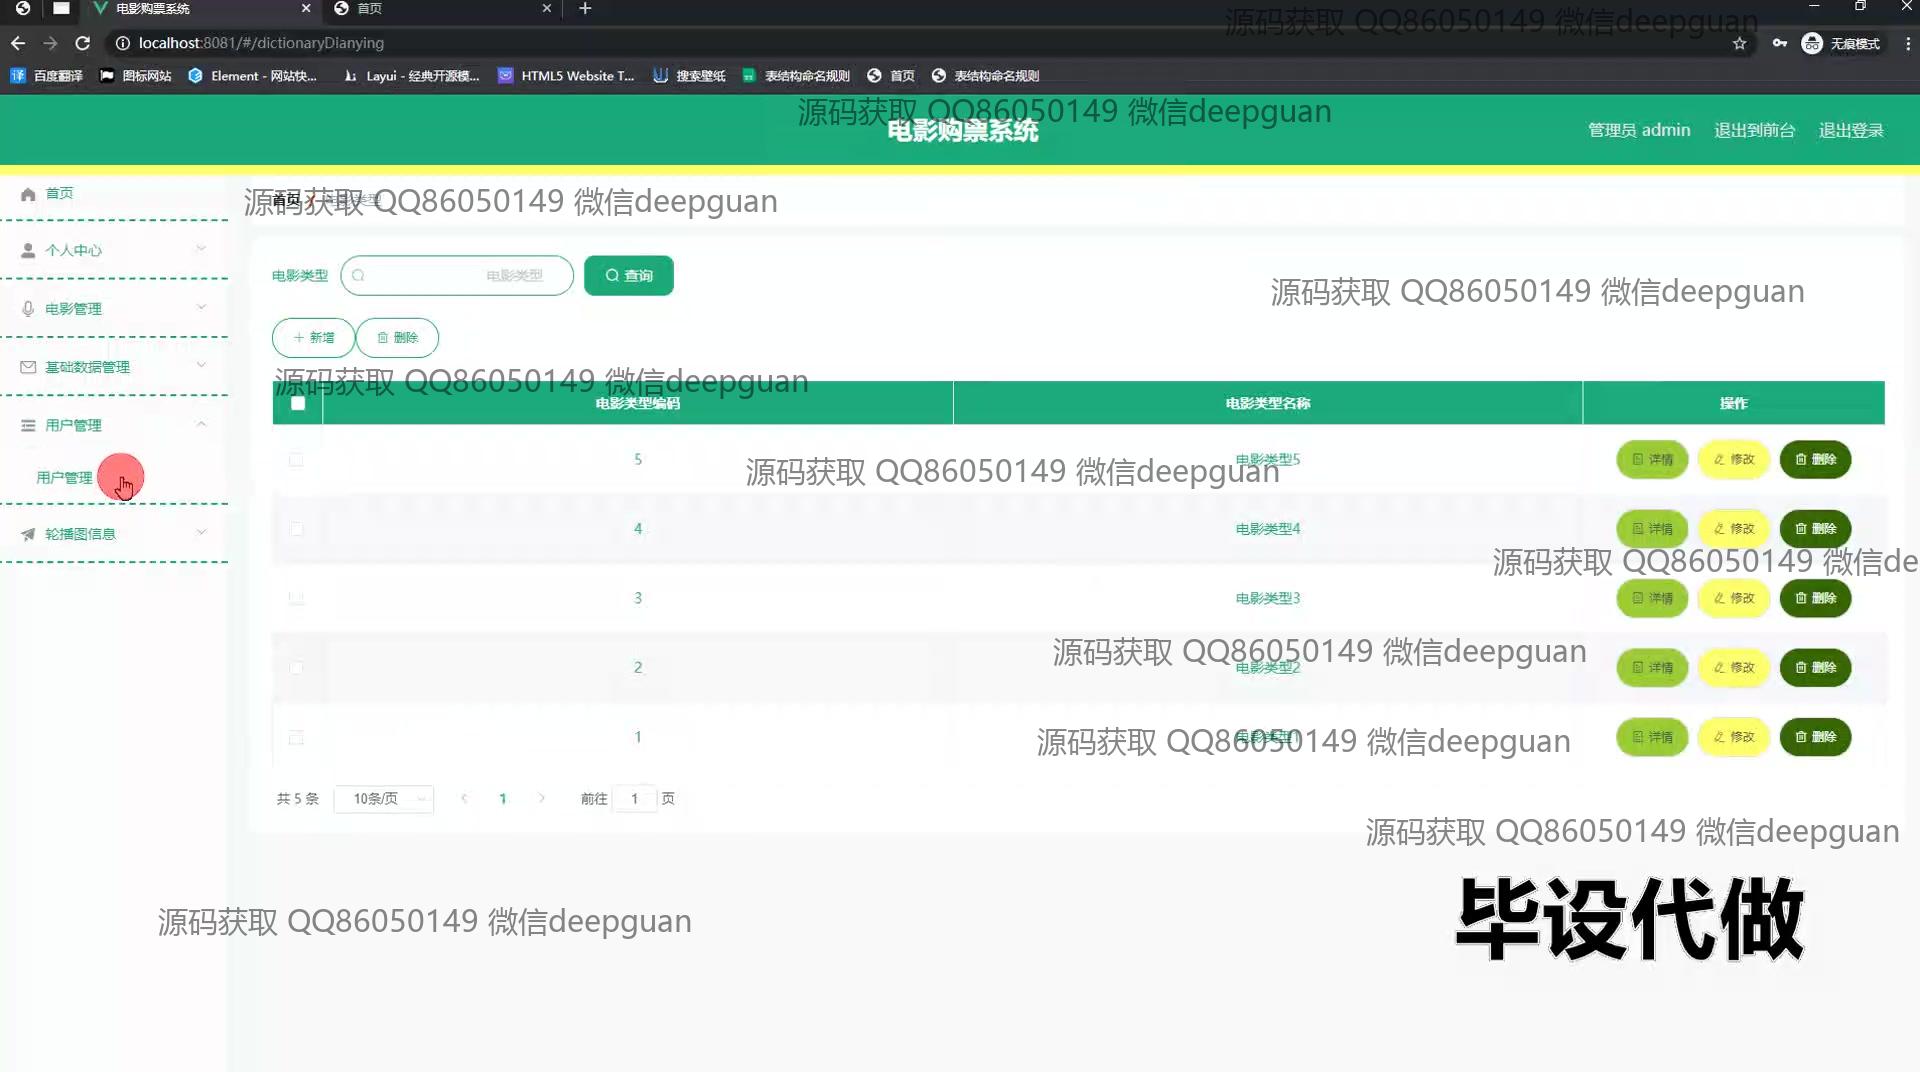 电影购票系统
首页
源码获取 QQ86050149 微信deepguan
localhost:8081/#/dictionaryDianying
无痕模式
百度翻译
图标网站
Element - 网站快...
Layui - 经典开源模...
HTML5 Website T...
搜索壁纸
表结构命名规则
首页
表结构命名规则
源码获取 QQ86050149 微信deepguan
电影购票系统
管理员 admin
退出到前台
退出登录
首页
个人中心
电影管理
基础数据管理
用户管理
用户管理
轮播图信息
源码获取 QQ86050149 微信deepguan
首页 / 电影类型
电影类型
电影类型
查询
源码获取 QQ86050149 微信deepguan
新增
删除
源码获取 QQ86050149 微信deepguan
电影类型编码 电影类型名称 操作
5 电影类型5 详情 修改 删除
源码获取 QQ86050149 微信deepguan
4 电影类型4 详情 修改 删除
源码获取 QQ86050149 微信de
3 电影类型3 详情 修改 删除
源码获取 QQ86050149 微信deepguan
2 电影类型2 详情 修改 删除
源码获取 QQ86050149 微信deepguan
1 电影类型1 详情 修改 删除
共 5 条 10条/页 1 前往 1 页
源码获取 QQ86050149 微信deepguan
毕设代做
源码获取 QQ86050149 微信deepguan